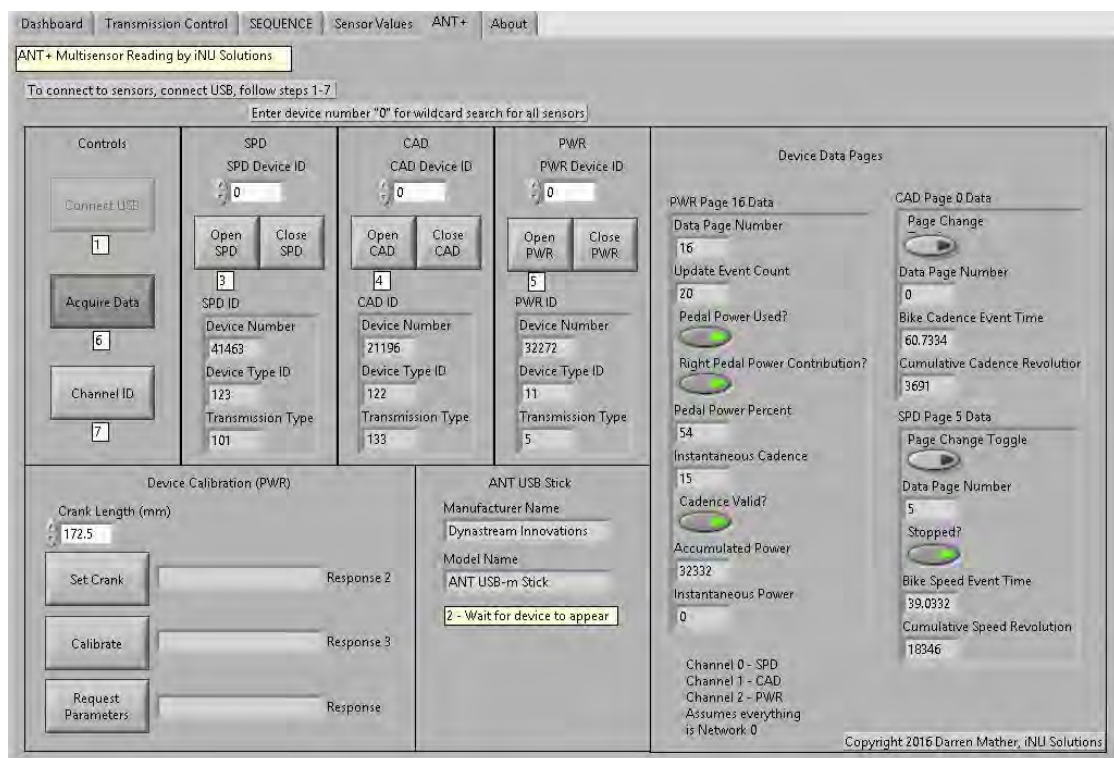 Dashboard
Transmission Control
SEQUENCE
Sensor Values
ANT+
About
ANT+ Multisensor Reading by iNU Solutions
To connect to sensors, connect USB, follow steps 1-7
Enter device number "0" for wildcard search for all sensors
Controls
Connect USB
1
Acquire Data
6
Channel ID
7
SPD
SPD Device ID
0
Open SPD
Close SPD
3
SPD ID
Device Number
41463
Device Type ID
123
Transmission Type
101
CAD
CAD Device ID
0
Open CAD
Close CAD
4
CAD ID
Device Number
21196
Device Type ID
122
Transmission Type
133
PWR
PWR Device ID
0
Open PWR
Close PWR
5
PWR ID
Device Number
32272
Device Type ID
11
Transmission Type
5
Device Calibration (PWR)
Crank Length (mm)
172.5
Set Crank
Response 2
Calibrate
Response 3
Request Parameters
Response
ANT USB Stick
Manufacturer Name
Dynastream Innovations
Model Name
ANT USB-m Stick
2 - Wait for device to appear
Device Data Pages
PWR Page 16 Data
Data Page Number
16
Update Event Count
20
Pedal Power Used?
Right Pedal Power Contribution?
Pedal Power Percent
54
Instantaneous Cadence
15
Cadence Valid?
Accumulated Power
32332
Instantaneous Power
0
Channel 0 - SPD
Channel 1 - CAD
Channel 2 - PWR
Assumes everything
is Network 0
CAD Page 0 Data
Page Change
Data Page Number
0
Bike Cadence Event Time
60.7334
Cumulative Cadence Revolution
3691
SPD Page 5 Data
Page Change Toggle
Data Page Number
5
Stopped?
Bike Speed Event Time
39.0332
Cumulative Speed Revolution
18346
Copyright 2016 Darren Mather, iNU Solutions